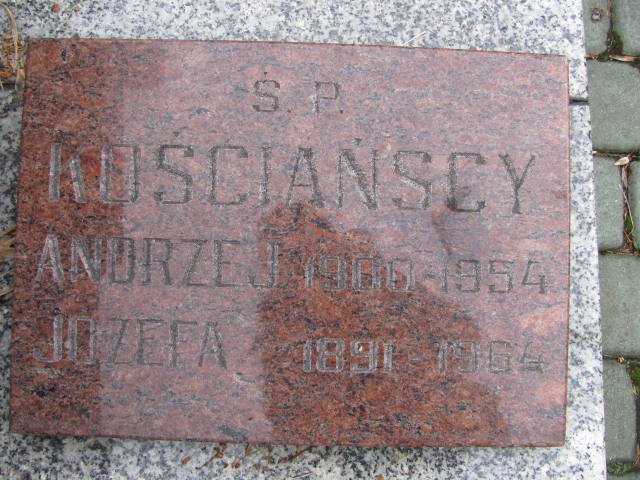 Ś. P.
KOŚCIAŃSCY
ANDRZEJ 1900-1954
JÓZEFA 1891-1964